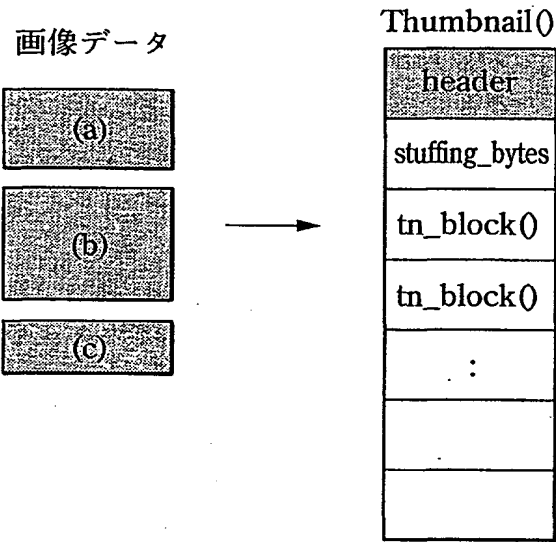 画像データ
(a)
(b)
(c)
Thumbnail()
header
stuffing_bytes
tn_block()
tn_block()
: